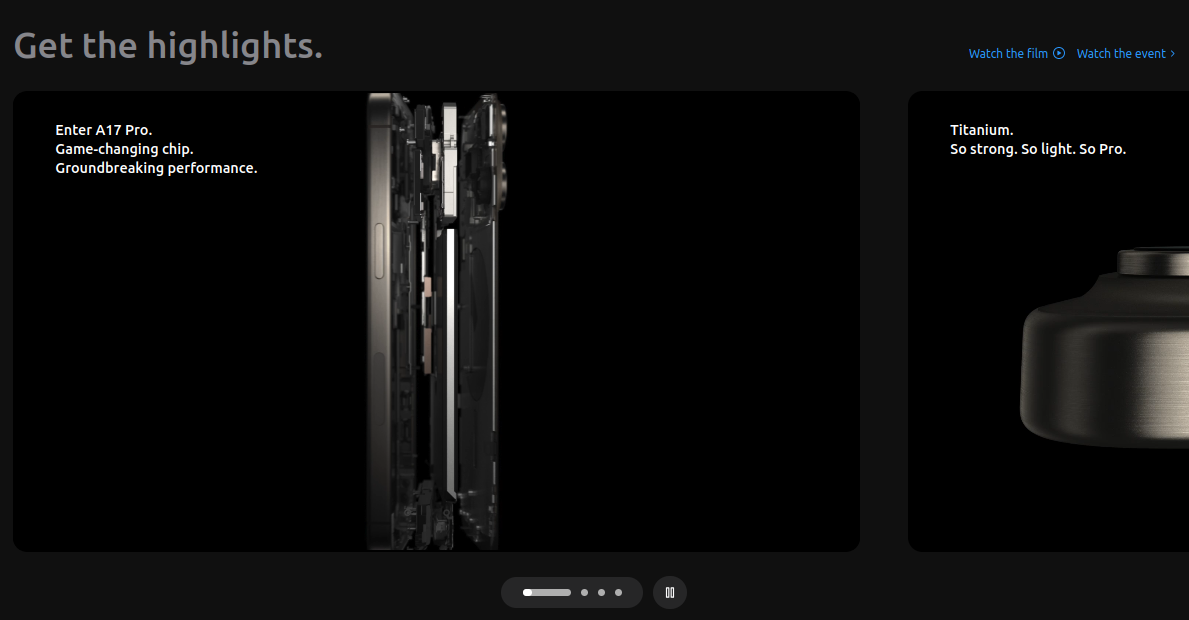 Get the highlights.
Watch the film
Watch the event
Enter A17 Pro.
Game-changing chip.
Groundbreaking performance.
Titanium.
So strong. So light. So Pro.